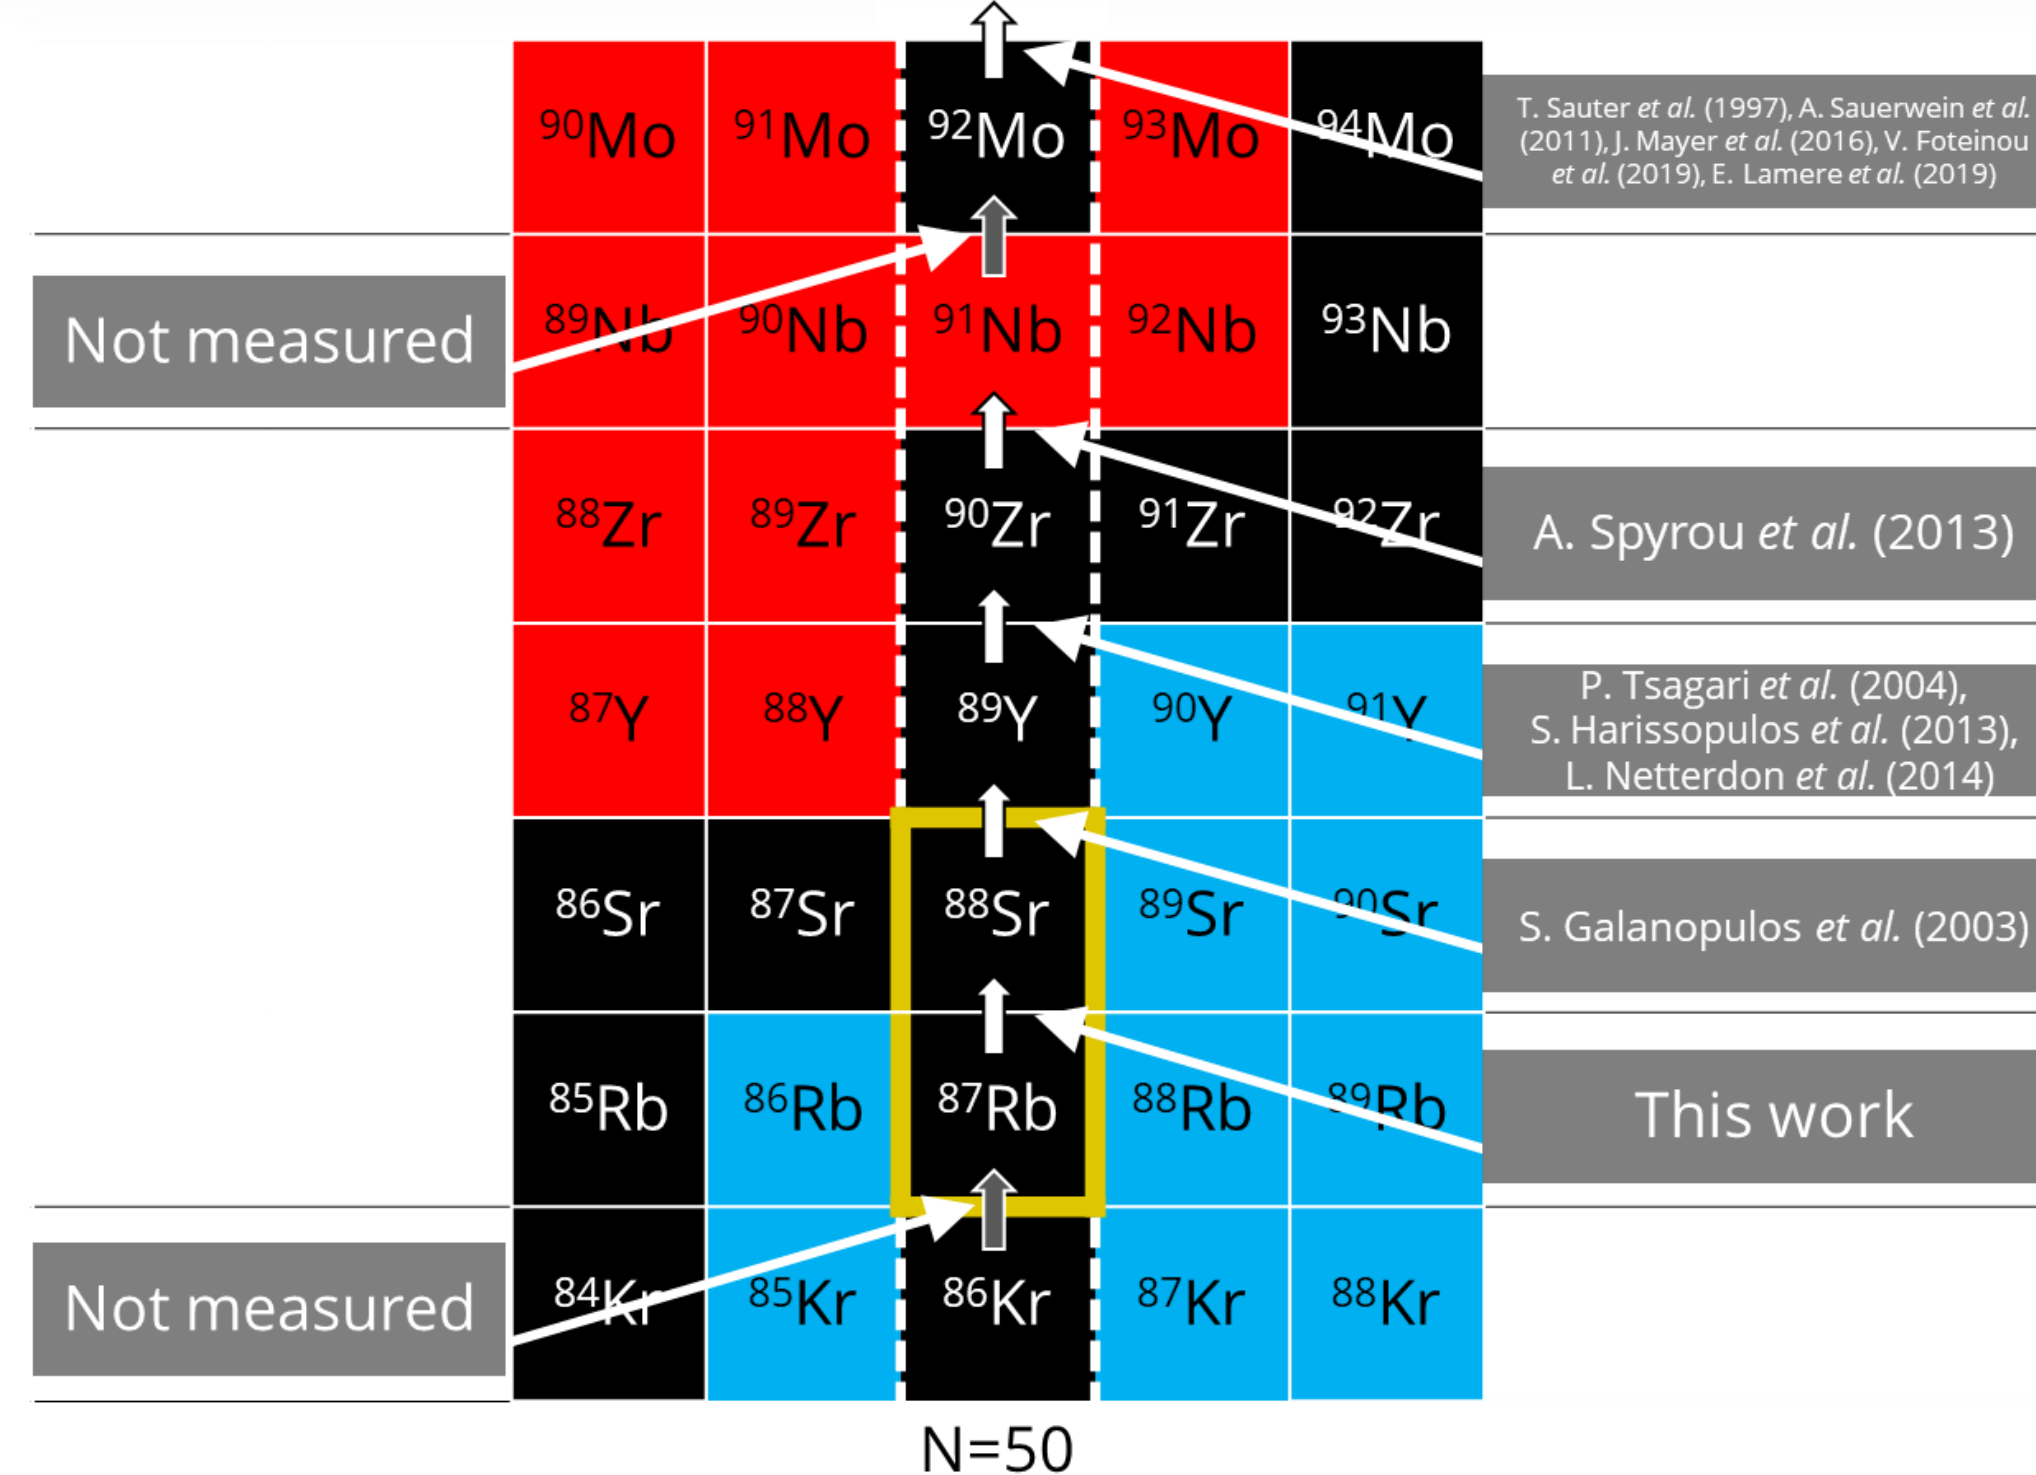 ⁹⁰Mo ⁹¹Mo ⁹²Mo ⁹³Mo ⁹⁴Mo
T. Sauter et al. (1997), A. Sauerwein et al.
(2011), J. Mayer et al. (2016), V. Foteinou
et al. (2019), E. Lamere et al. (2019)
Not measured
⁸⁹Nb ⁹⁰Nb ⁹¹Nb ⁹²Nb ⁹³Nb
⁸⁸Zr ⁸⁹Zr ⁹⁰Zr ⁹¹Zr ⁹²Zr
A. Spyrou et al. (2013)
⁸⁷Y ⁸⁸Y ⁸⁹Y ⁹⁰Y ⁹¹Y
P. Tsagari et al. (2004),
S. Harissopulos et al. (2013),
L. Netterdon et al. (2014)
⁸⁶Sr ⁸⁷Sr ⁸⁸Sr ⁸⁹Sr ⁹⁰Sr
S. Galanopulos et al. (2003)
⁸⁵Rb ⁸⁶Rb ⁸⁷Rb ⁸⁸Rb ⁸⁹Rb
This work
Not measured
⁸⁴Kr ⁸⁵Kr ⁸⁶Kr ⁸⁷Kr ⁸⁸Kr
N=50